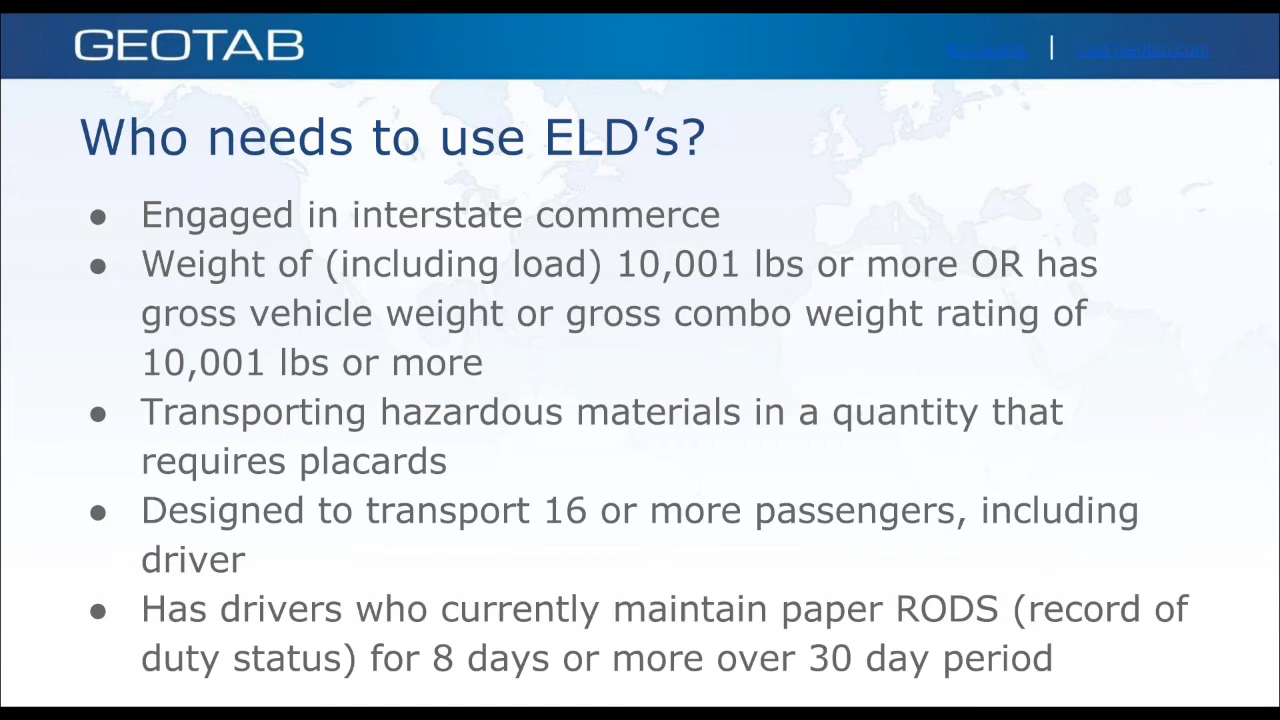 GEOTAB
|
Who needs to use ELD’s?
● Engaged in interstate commerce
● Weight of (including load) 10,001 lbs or more OR has
gross vehicle weight or gross combo weight rating of
10,001 lbs or more
● Transporting hazardous materials in a quantity that
requires placards
● Designed to transport 16 or more passengers, including
driver
● Has drivers who currently maintain paper RODS (record of
duty status) for 8 days or more over 30 day period